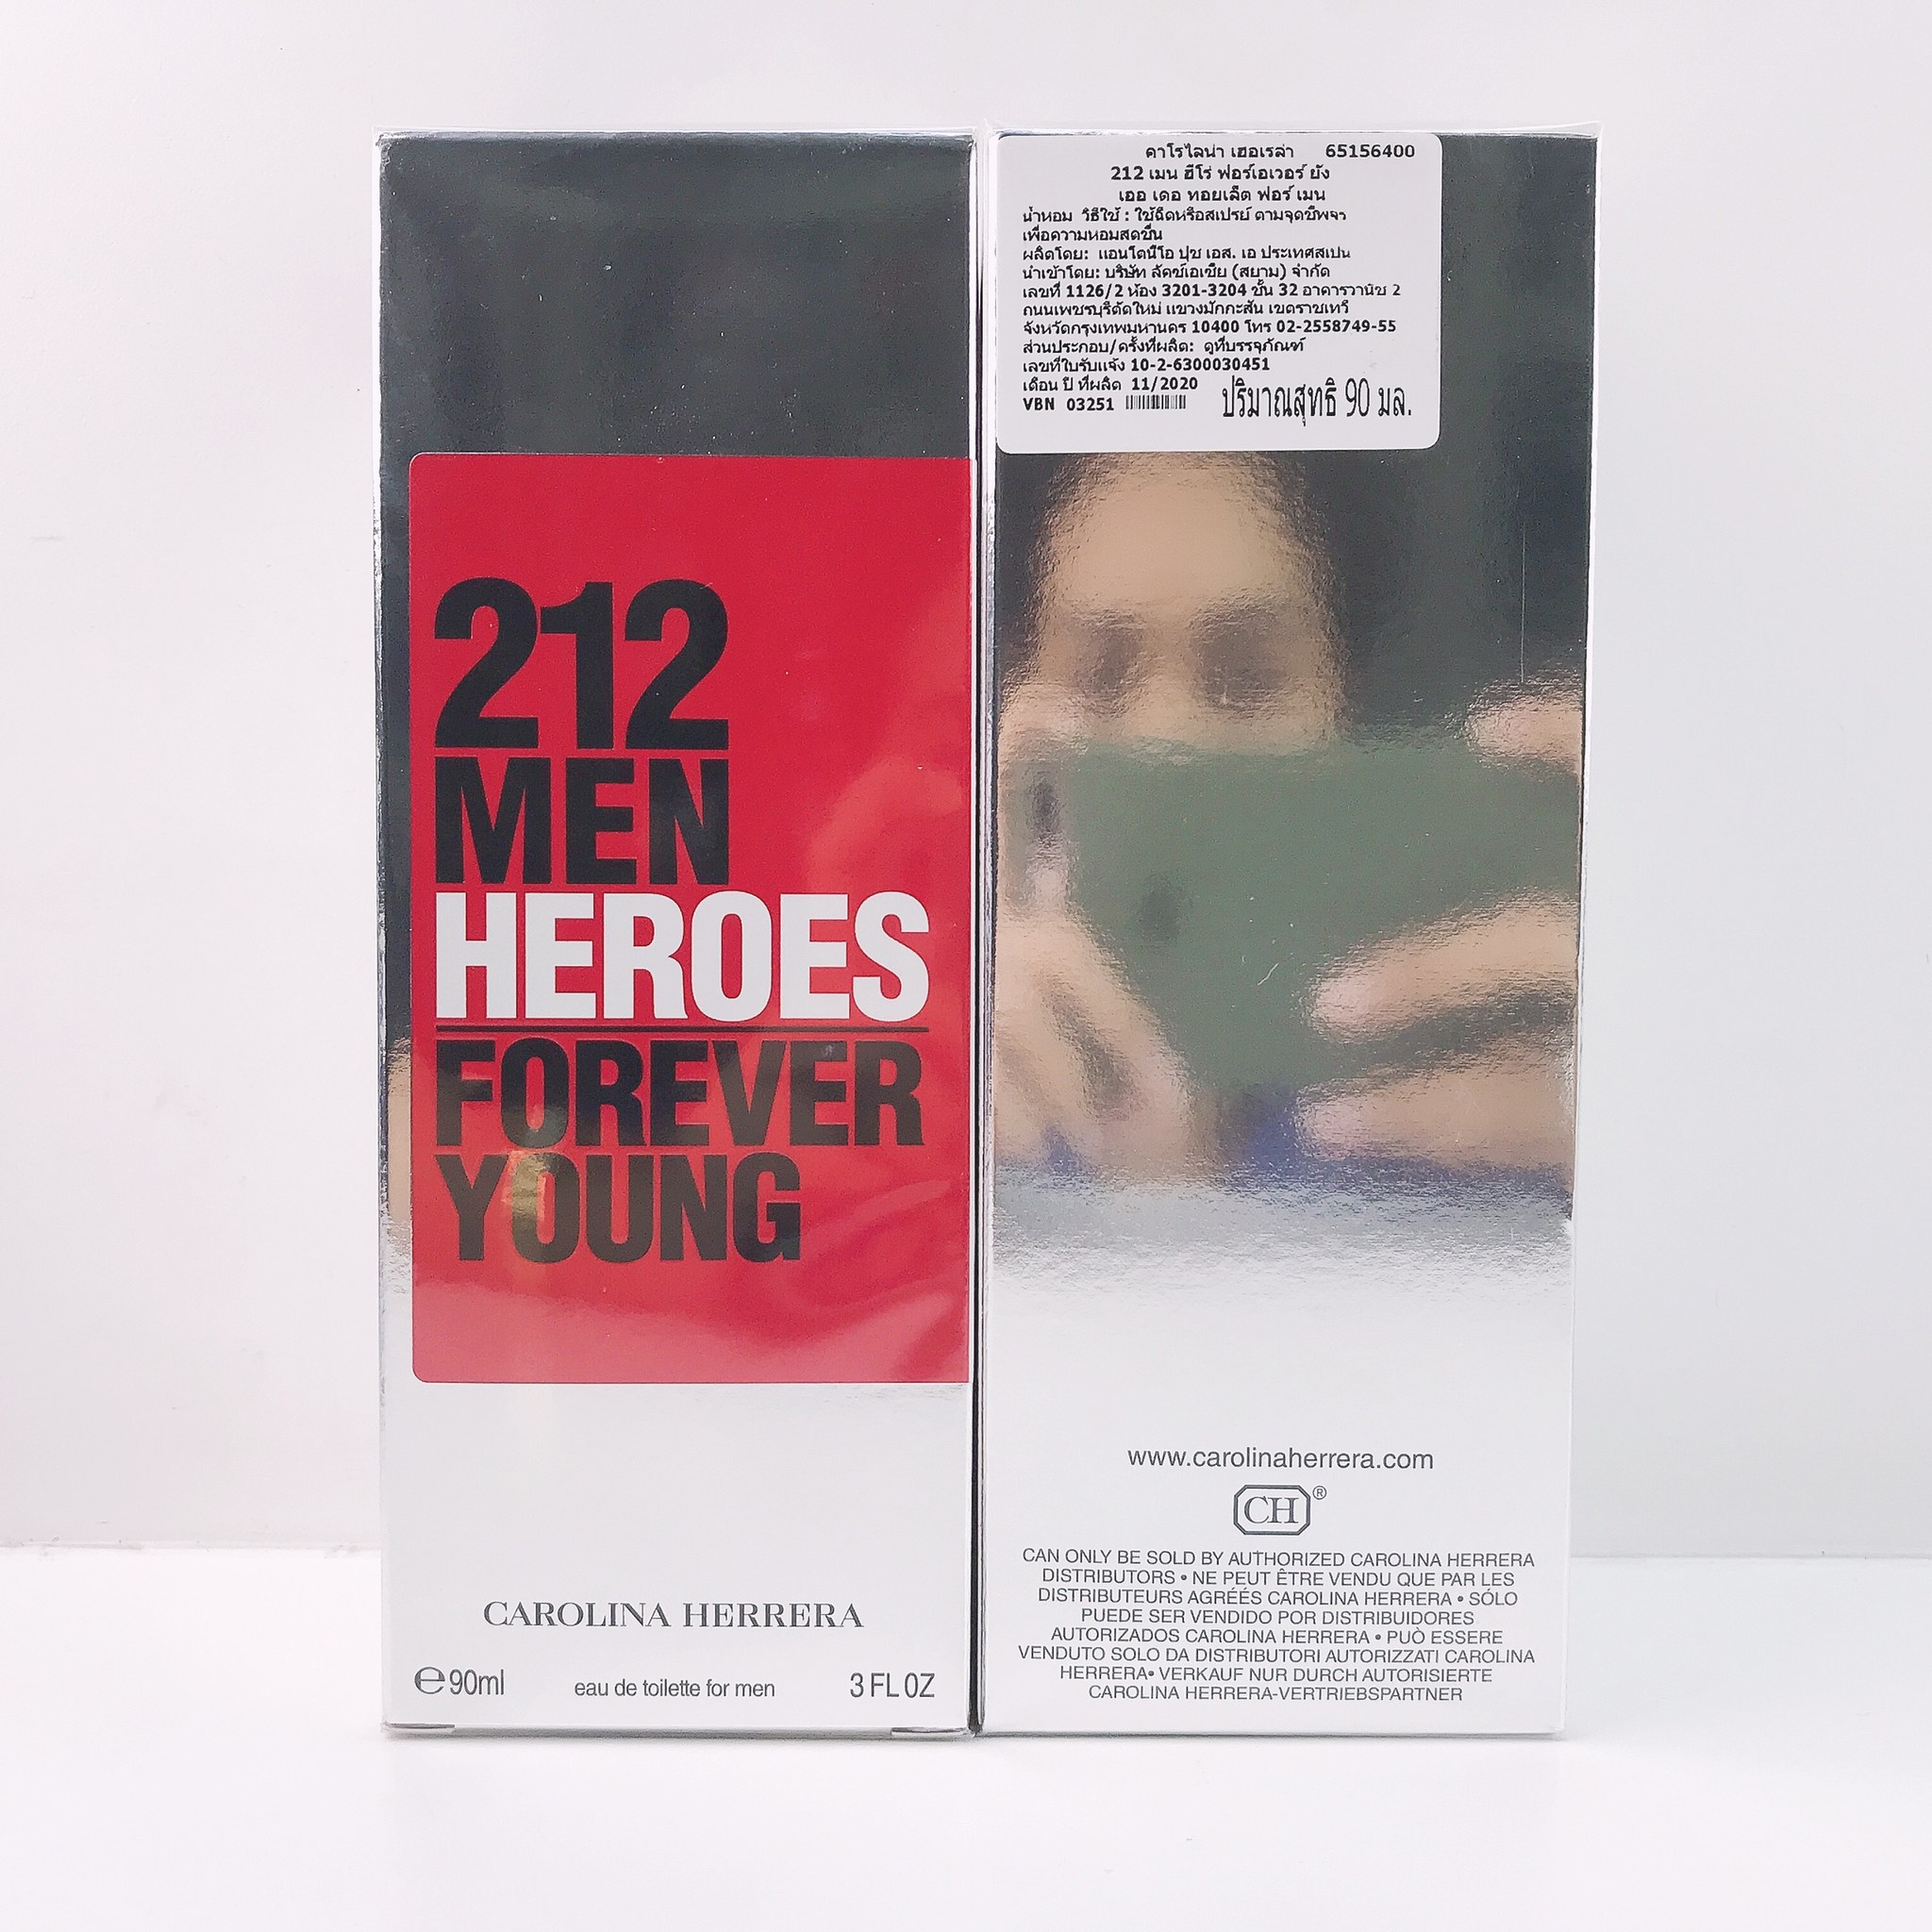 212
MEN
HEROES
FOREVER
YOUNG
CAROLINA HERRERA
℮90ml eau de toilette for men 3 FL OZ
คาโรไลน่า เฮอเรล่า 65156400
212 เมน ฮีโร่ ฟอร์เอเวอร์ ยัง
เออ เดอ ทอยเล็ต ฟอร์ เมน
น้ำหอม วิธีใช้ : ใช้ฉีดหรือสเปรย์ ตามจุดชีพจร
เพื่อความหอมสดชื่น
ผลิตโดย: แอนโตนีโอ ปุช เอส. เอ ประเทศสเปน
นำเข้าโดย: บริษัท ลัคซ์เอเชีย (สยาม) จำกัด
เลขที่ 1126/2 ห้อง 3201-3204 ชั้น 32 อาคารวานิช 2
ถนนเพชรบุรีตัดใหม่ แขวงมักกะสัน เขตราชเทวี
จังหวัดกรุงเทพมหานคร 10400 โทร 02-2558749-55
ส่วนประกอบ/ครั้งที่ผลิต: ดูที่บรรจุภัณฑ์
เลขที่ใบรับแจ้ง 10-2-6300030451
เดือน ปี ที่ผลิต 11/2020
VBN 03251 ปริมาณสุทธิ 90 มล.
www.carolinaherrera.com
CH®
CAN ONLY BE SOLD BY AUTHORIZED CAROLINA HERRERA
DISTRIBUTORS • NE PEUT ÊTRE VENDU QUE PAR LES
DISTRIBUTEURS AGRÉÉS CAROLINA HERRERA • SÓLO
PUEDE SER VENDIDO POR DISTRIBUIDORES
AUTORIZADOS CAROLINA HERRERA • PUÒ ESSERE
VENDUTO SOLO DA DISTRIBUTORI AUTORIZZATI CAROLINA
HERRERA• VERKAUF NUR DURCH AUTORISIERTE
CAROLINA HERRERA-VERTRIEBSPARTNER